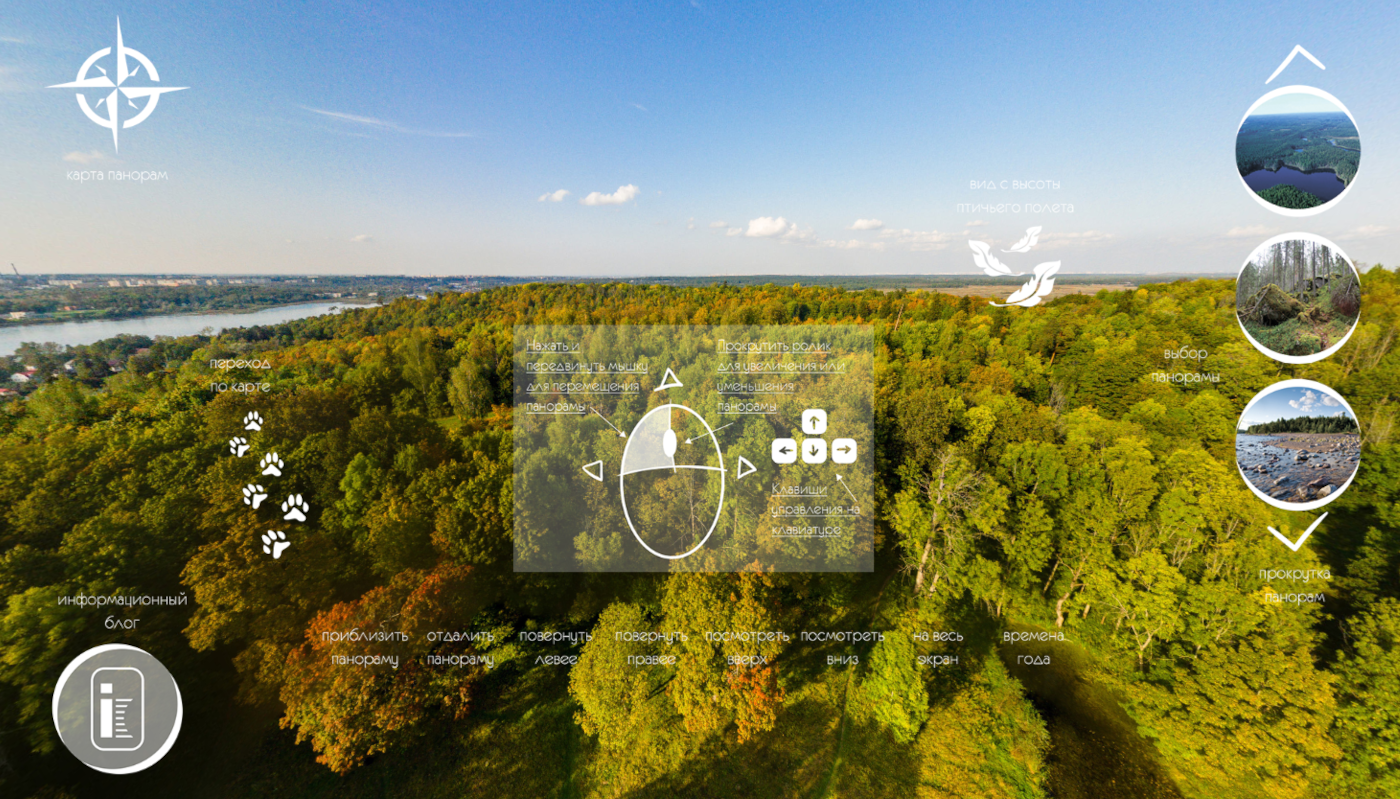 карта панорам
вид с высоты
птичьего полета
Нажать и
передвинуть мышку
для перемещения
панорамы
Прокрутить ролик
для увеличения или
уменьшения
панорамы
выбор
панорамы
переход
по карте
Клавиши
управления на
клавиатуре
прокрутка
панорам
информационный
блог
приблизить
панораму
отдалить
панораму
повернуть
левее
повернуть
правее
посмотреть
вверх
посмотреть
вниз
на весь
экран
времена
года